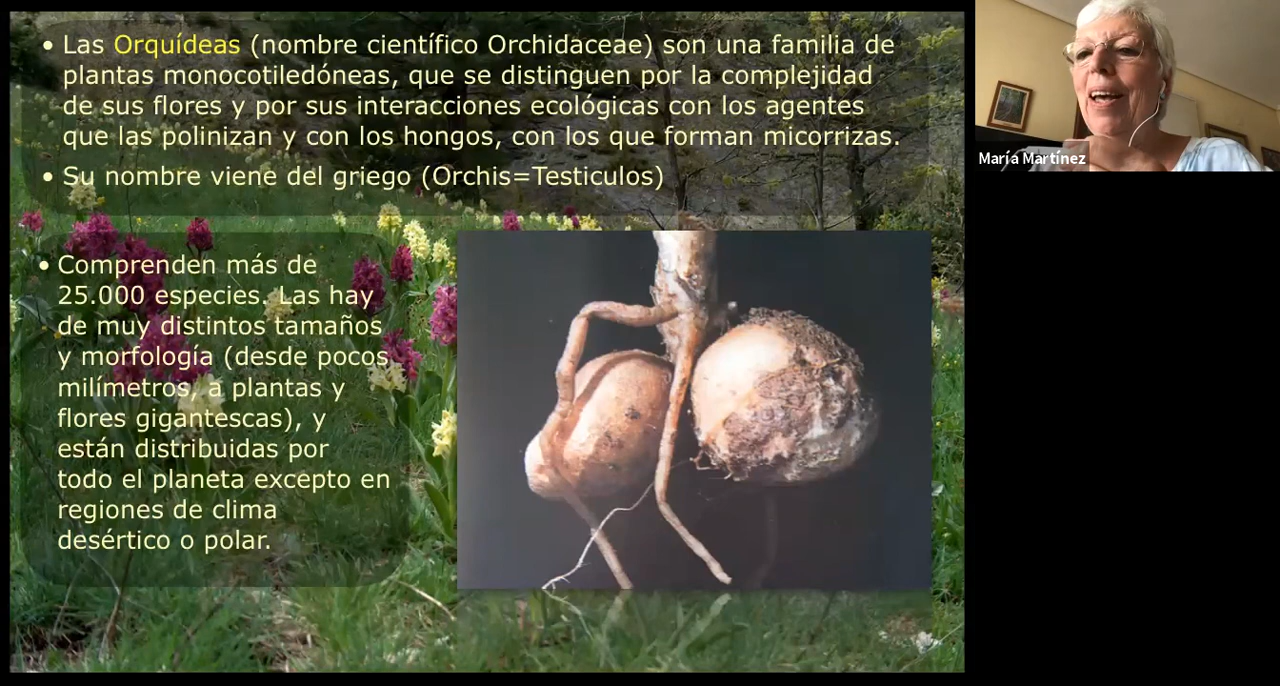 • Las Orquídeas (nombre científico Orchidaceae) son una familia de
plantas monocotiledóneas, que se distinguen por la complejidad
de sus flores y por sus interacciones ecológicas con los agentes
que las polinizan y con los hongos, con los que forman micorrizas.
• Su nombre viene del griego (Orchis=Testiculos)
• Comprenden más de
25.000 especies. Las hay
de muy distintos tamaños
y morfología (desde pocos
milímetros, a plantas y
flores gigantescas), y
están distribuidas por
todo el planeta excepto en
regiones de clima
desértico o polar.
María Martínez